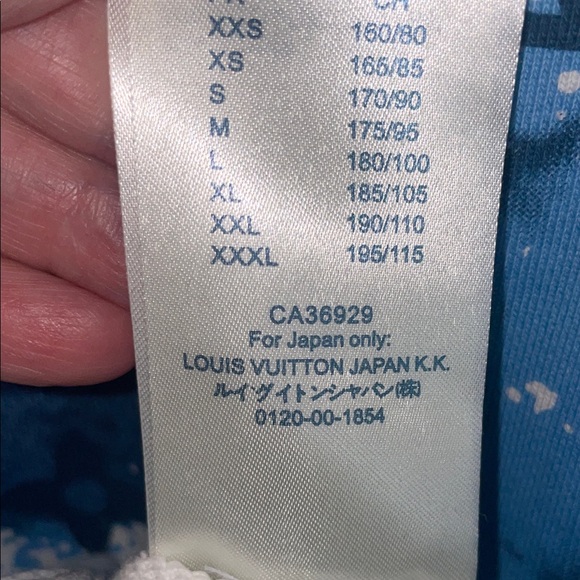 XXS 160/80
XS 165/85
S 170/90
M 175/95
L 180/100
XL 185/105
XXL 190/110
XXXL 195/115
CA36929
For Japan only:
LOUIS VUITTON JAPAN K.K.
ルイ・ヴィトンジャパン(株)
0120-00-1854